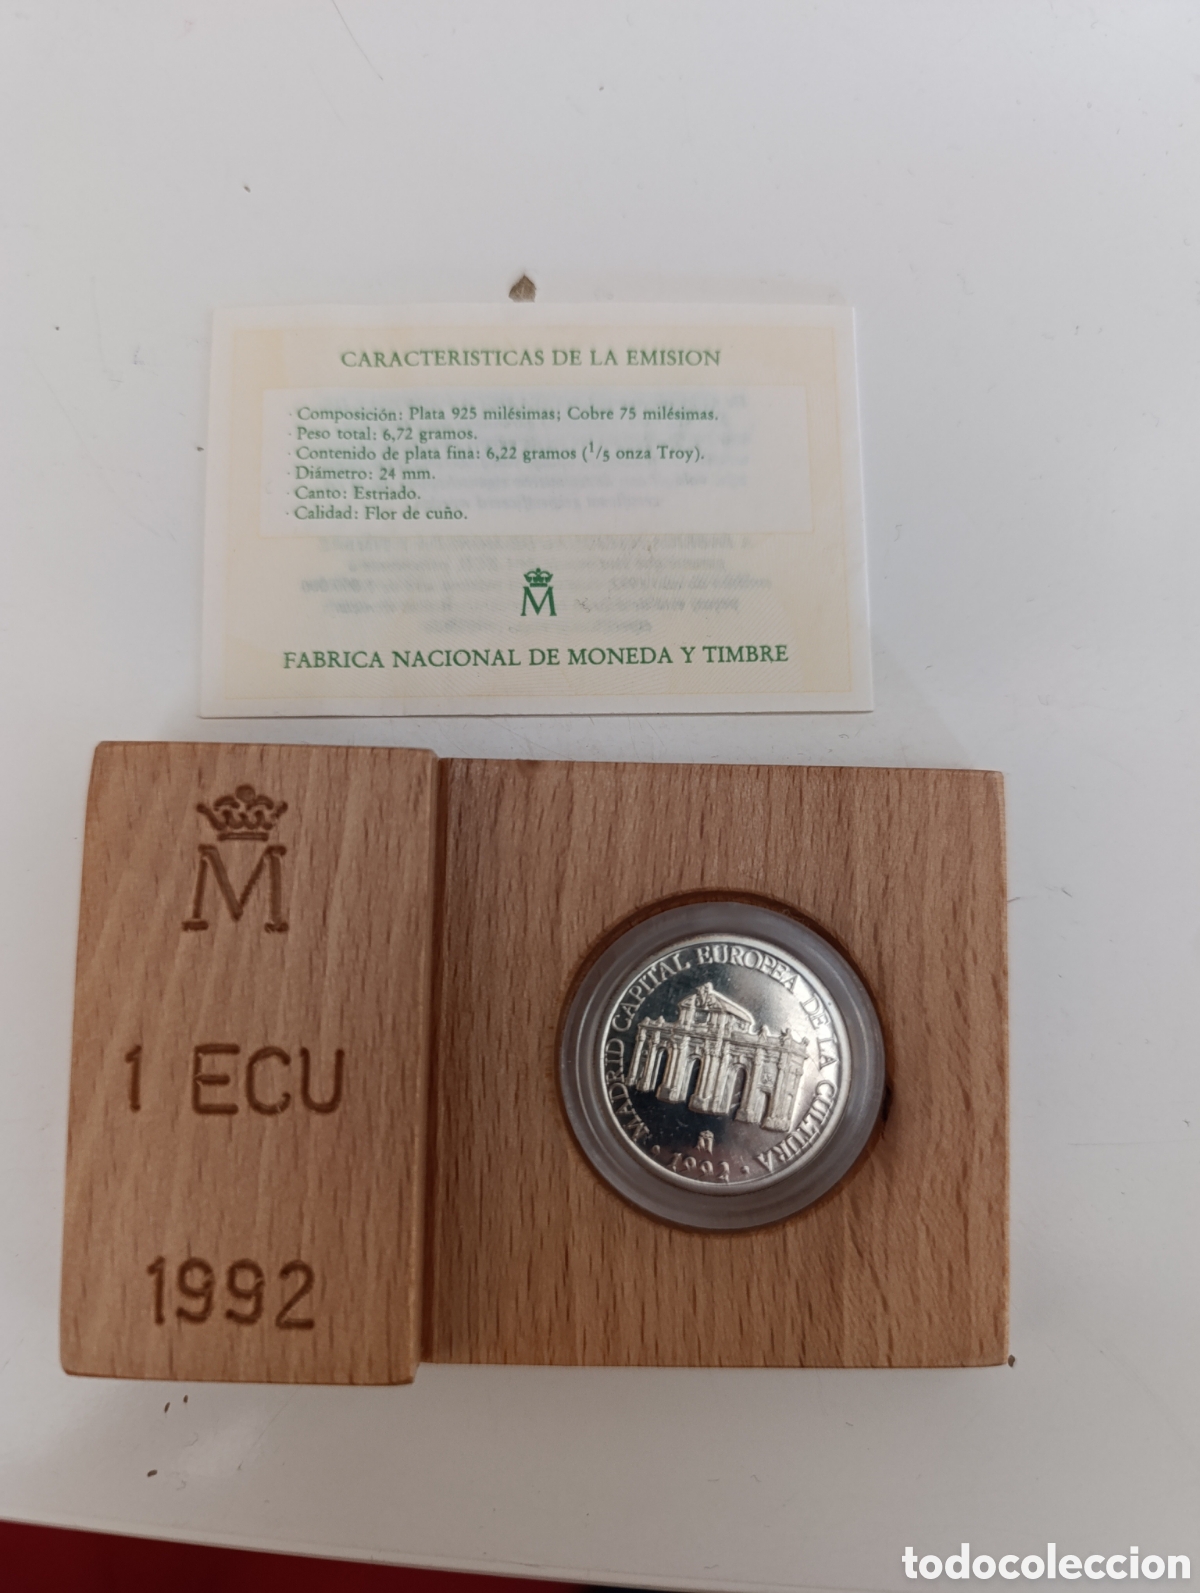 CARACTERISTICAS DE LA EMISION
· Composición: Plata 925 milésimas; Cobre 75 milésimas.
· Peso total: 6,72 gramos.
· Contenido de plata fina: 6,22 gramos (1/5 onza Troy).
· Diámetro: 24 mm.
· Canto: Estriado.
· Calidad: Flor de cuño.
M
FABRICA NACIONAL DE MONEDA Y TIMBRE
M
1 ECU
1992
MADRID CAPITAL EUROPEA DE LA CULTURA
M
· 1992 ·
todocoleccion